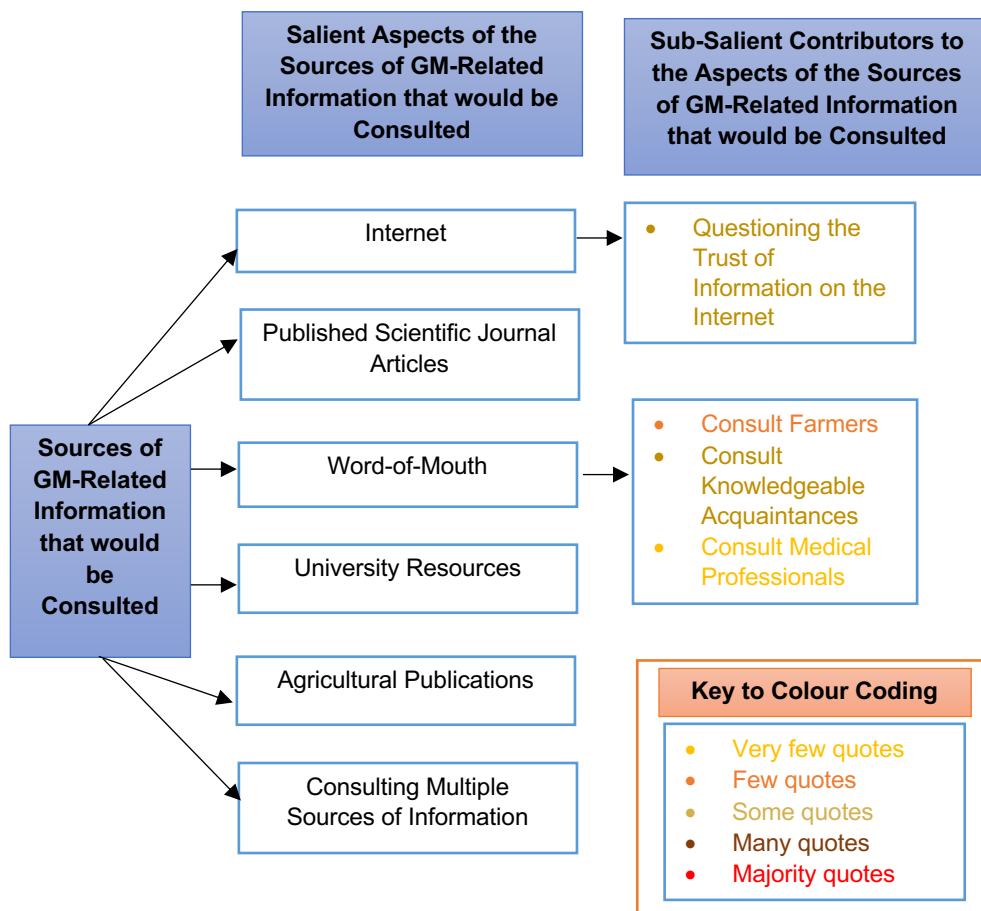 Salient Aspects of the
Sources of GM-Related
Information that would be
Consulted
Sub-Salient Contributors to
the Aspects of the Sources
of GM-Related Information
that would be Consulted
Sources of
GM-Related
Information
that would
be
Consulted
Internet
Published Scientific Journal
Articles
Word-of-Mouth
University Resources
Agricultural Publications
Consulting Multiple
Sources of Information
• Questioning the
Trust of
Information on the
Internet
• Consult Farmers
• Consult
Knowledgeable
Acquaintances
• Consult Medical
Professionals
Key to Colour Coding
• Very few quotes
• Few quotes
• Some quotes
• Many quotes
• Majority quotes